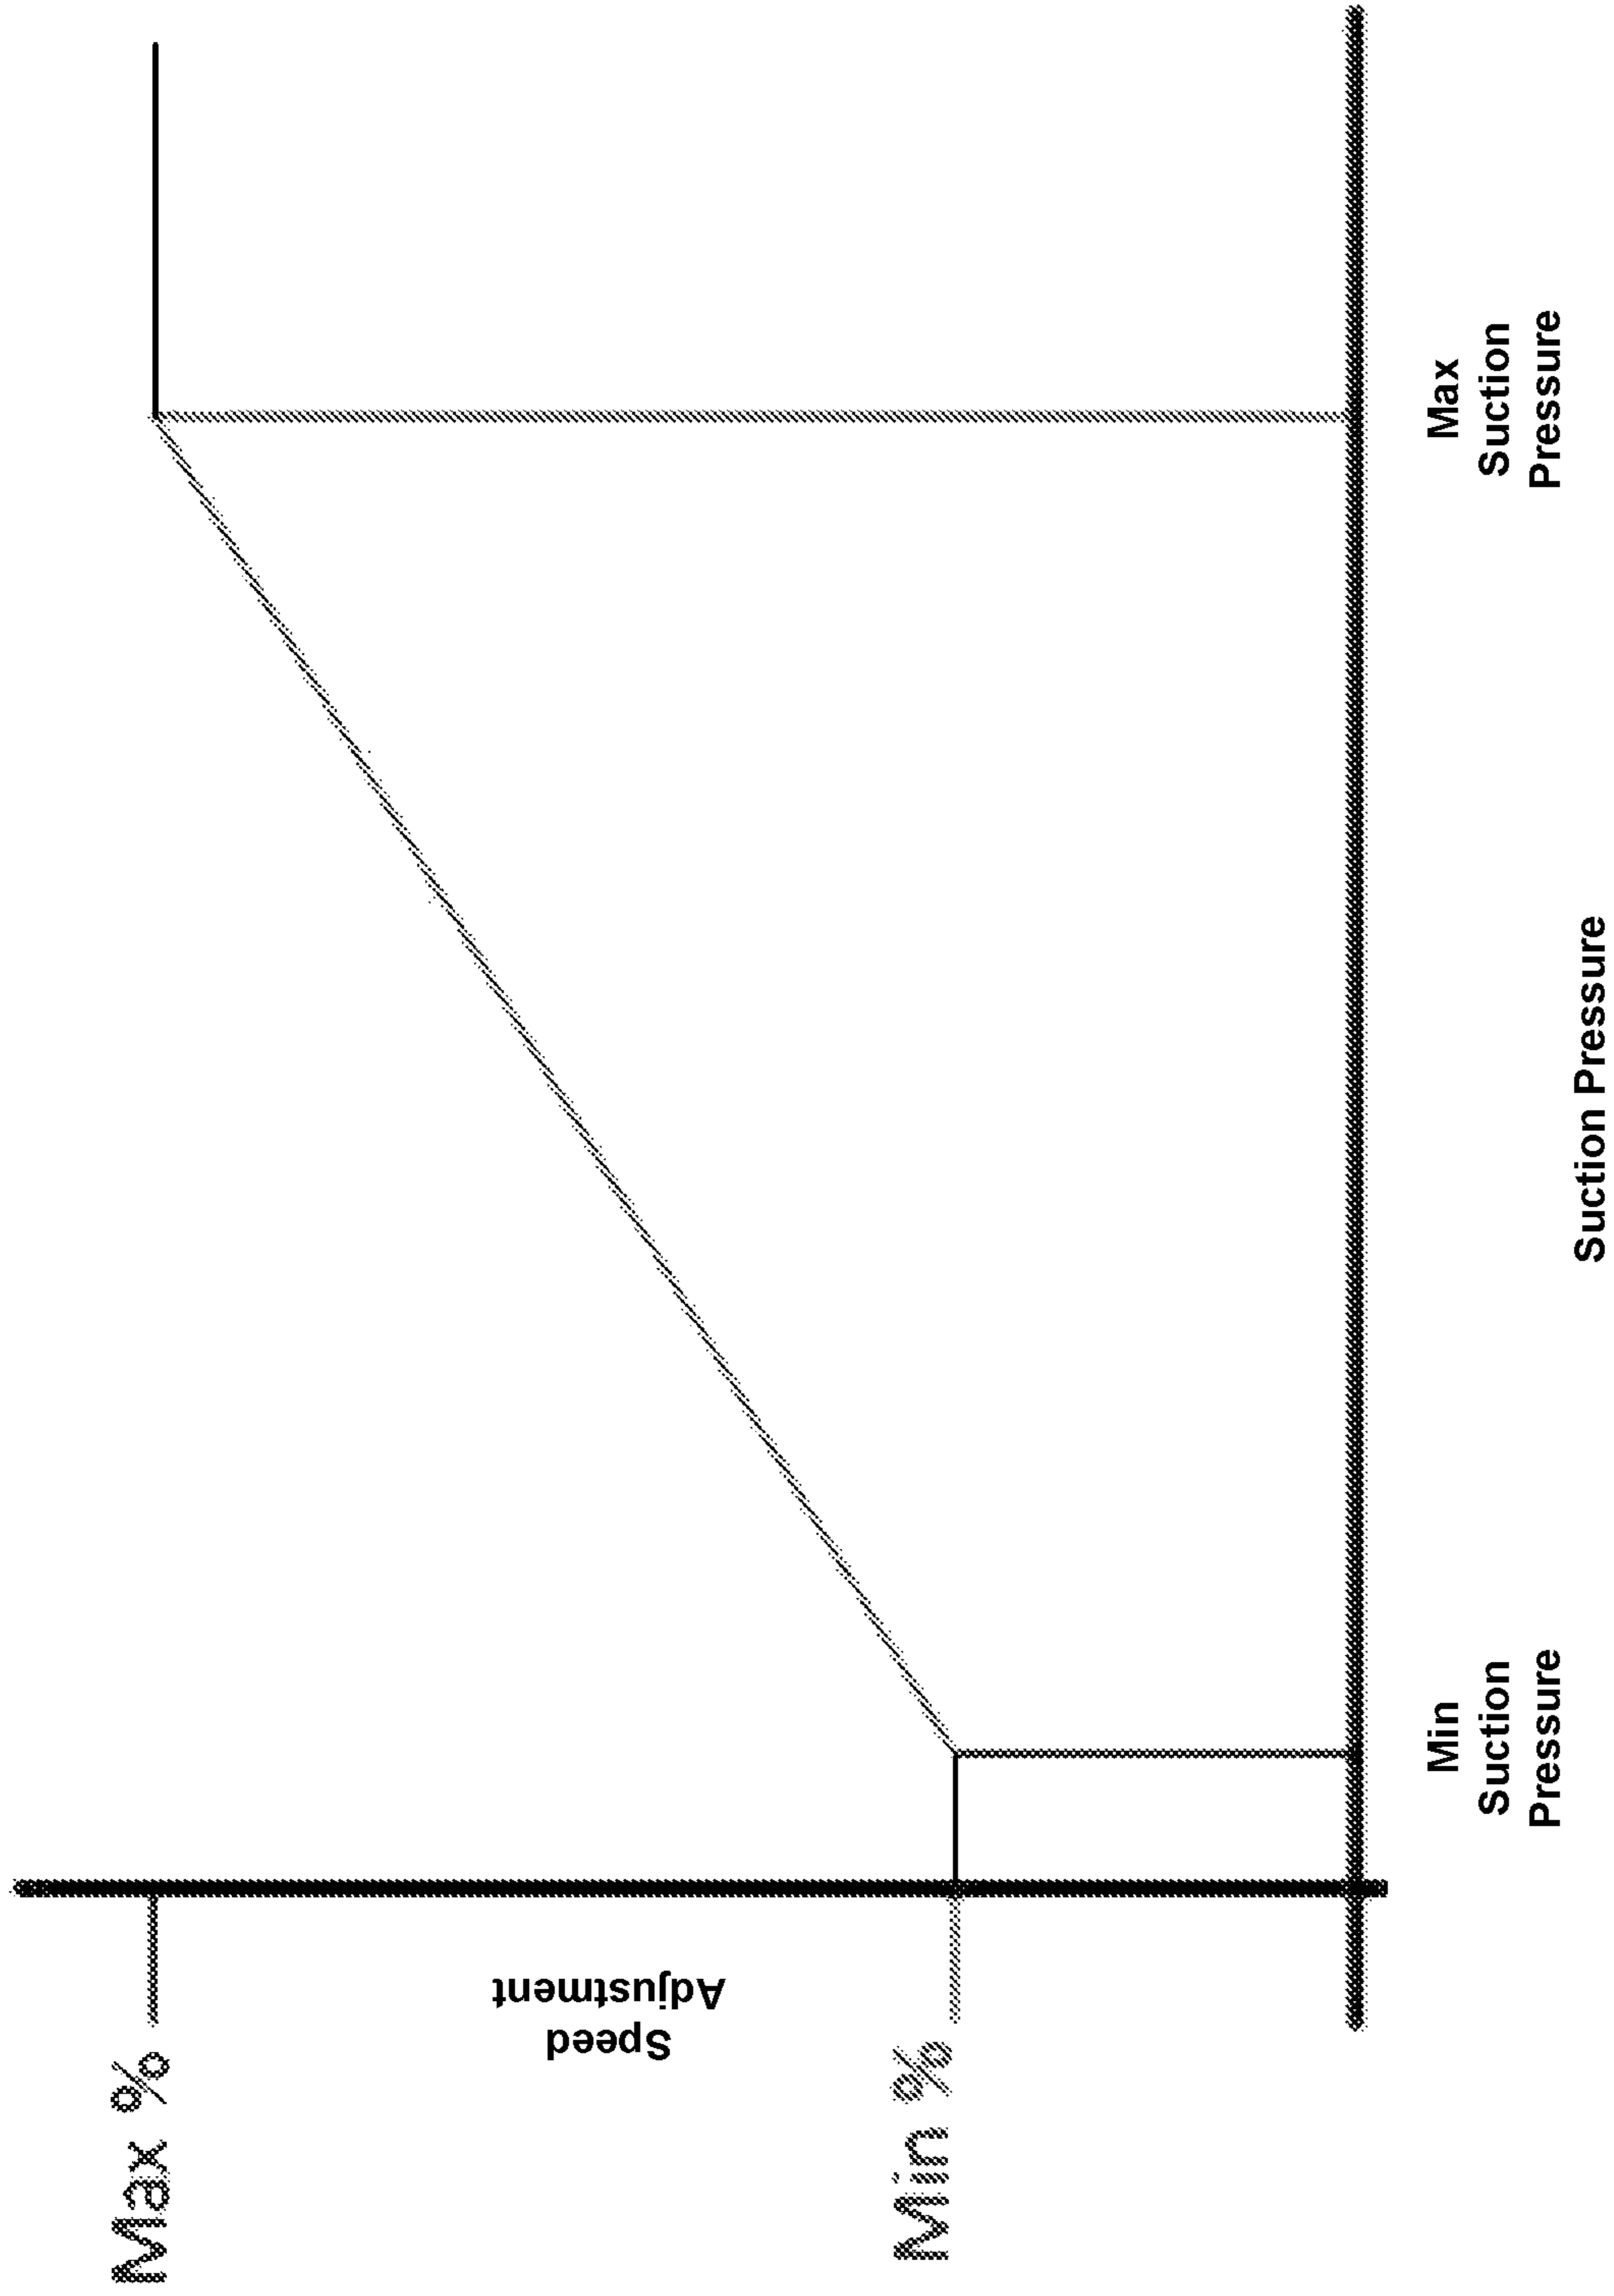 Max %
Speed
Adjustment
Min %
Min
Suction
Pressure
Max
Suction
Pressure
Suction Pressure